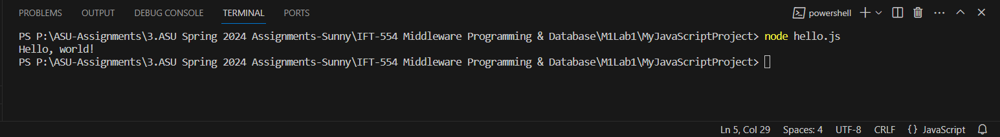 PROBLEMS OUTPUT DEBUG CONSOLE TERMINAL PORTS powershell
PS P:\ASU-Assignments\3.ASU Spring 2024 Assignments-Sunny\IFT-554 Middleware Programming & Database\M1Lab1\MyJavaScriptProject> node hello.js
Hello, world!
PS P:\ASU-Assignments\3.ASU Spring 2024 Assignments-Sunny\IFT-554 Middleware Programming & Database\M1Lab1\MyJavaScriptProject>
Ln 5, Col 29 Spaces: 4 UTF-8 CRLF {} JavaScript